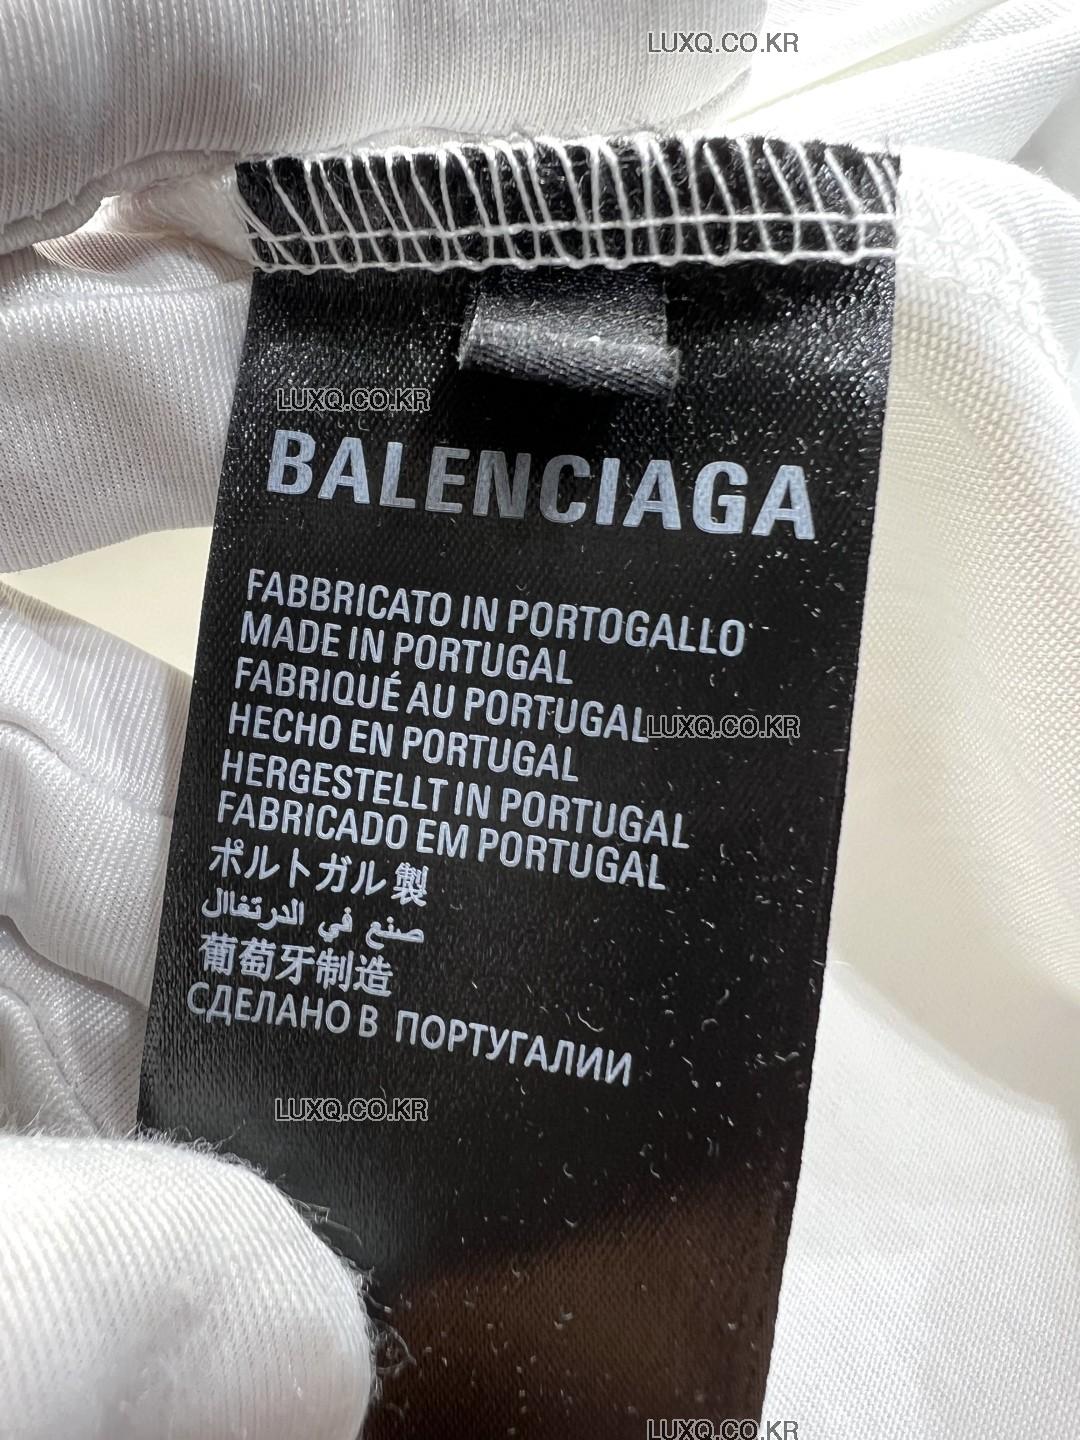 LUXQ.CO.KR
LUXQ.CO.KR
BALENCIAGA
FABBRICATO IN PORTOGALLO
MADE IN PORTUGAL
FABRIQUÉ AU PORTUGAL
LUXQ.CO.KR
HECHO EN PORTUGAL
HERGESTELLT IN PORTUGAL
FABRICADO EM PORTUGAL
ポルトガル製
صنع في الدرتغاال
葡萄牙制造
СДЕЛАНО В ПОРТУГАЛИИ
LUXQ.CO.KR
LUXQ.CO.KR